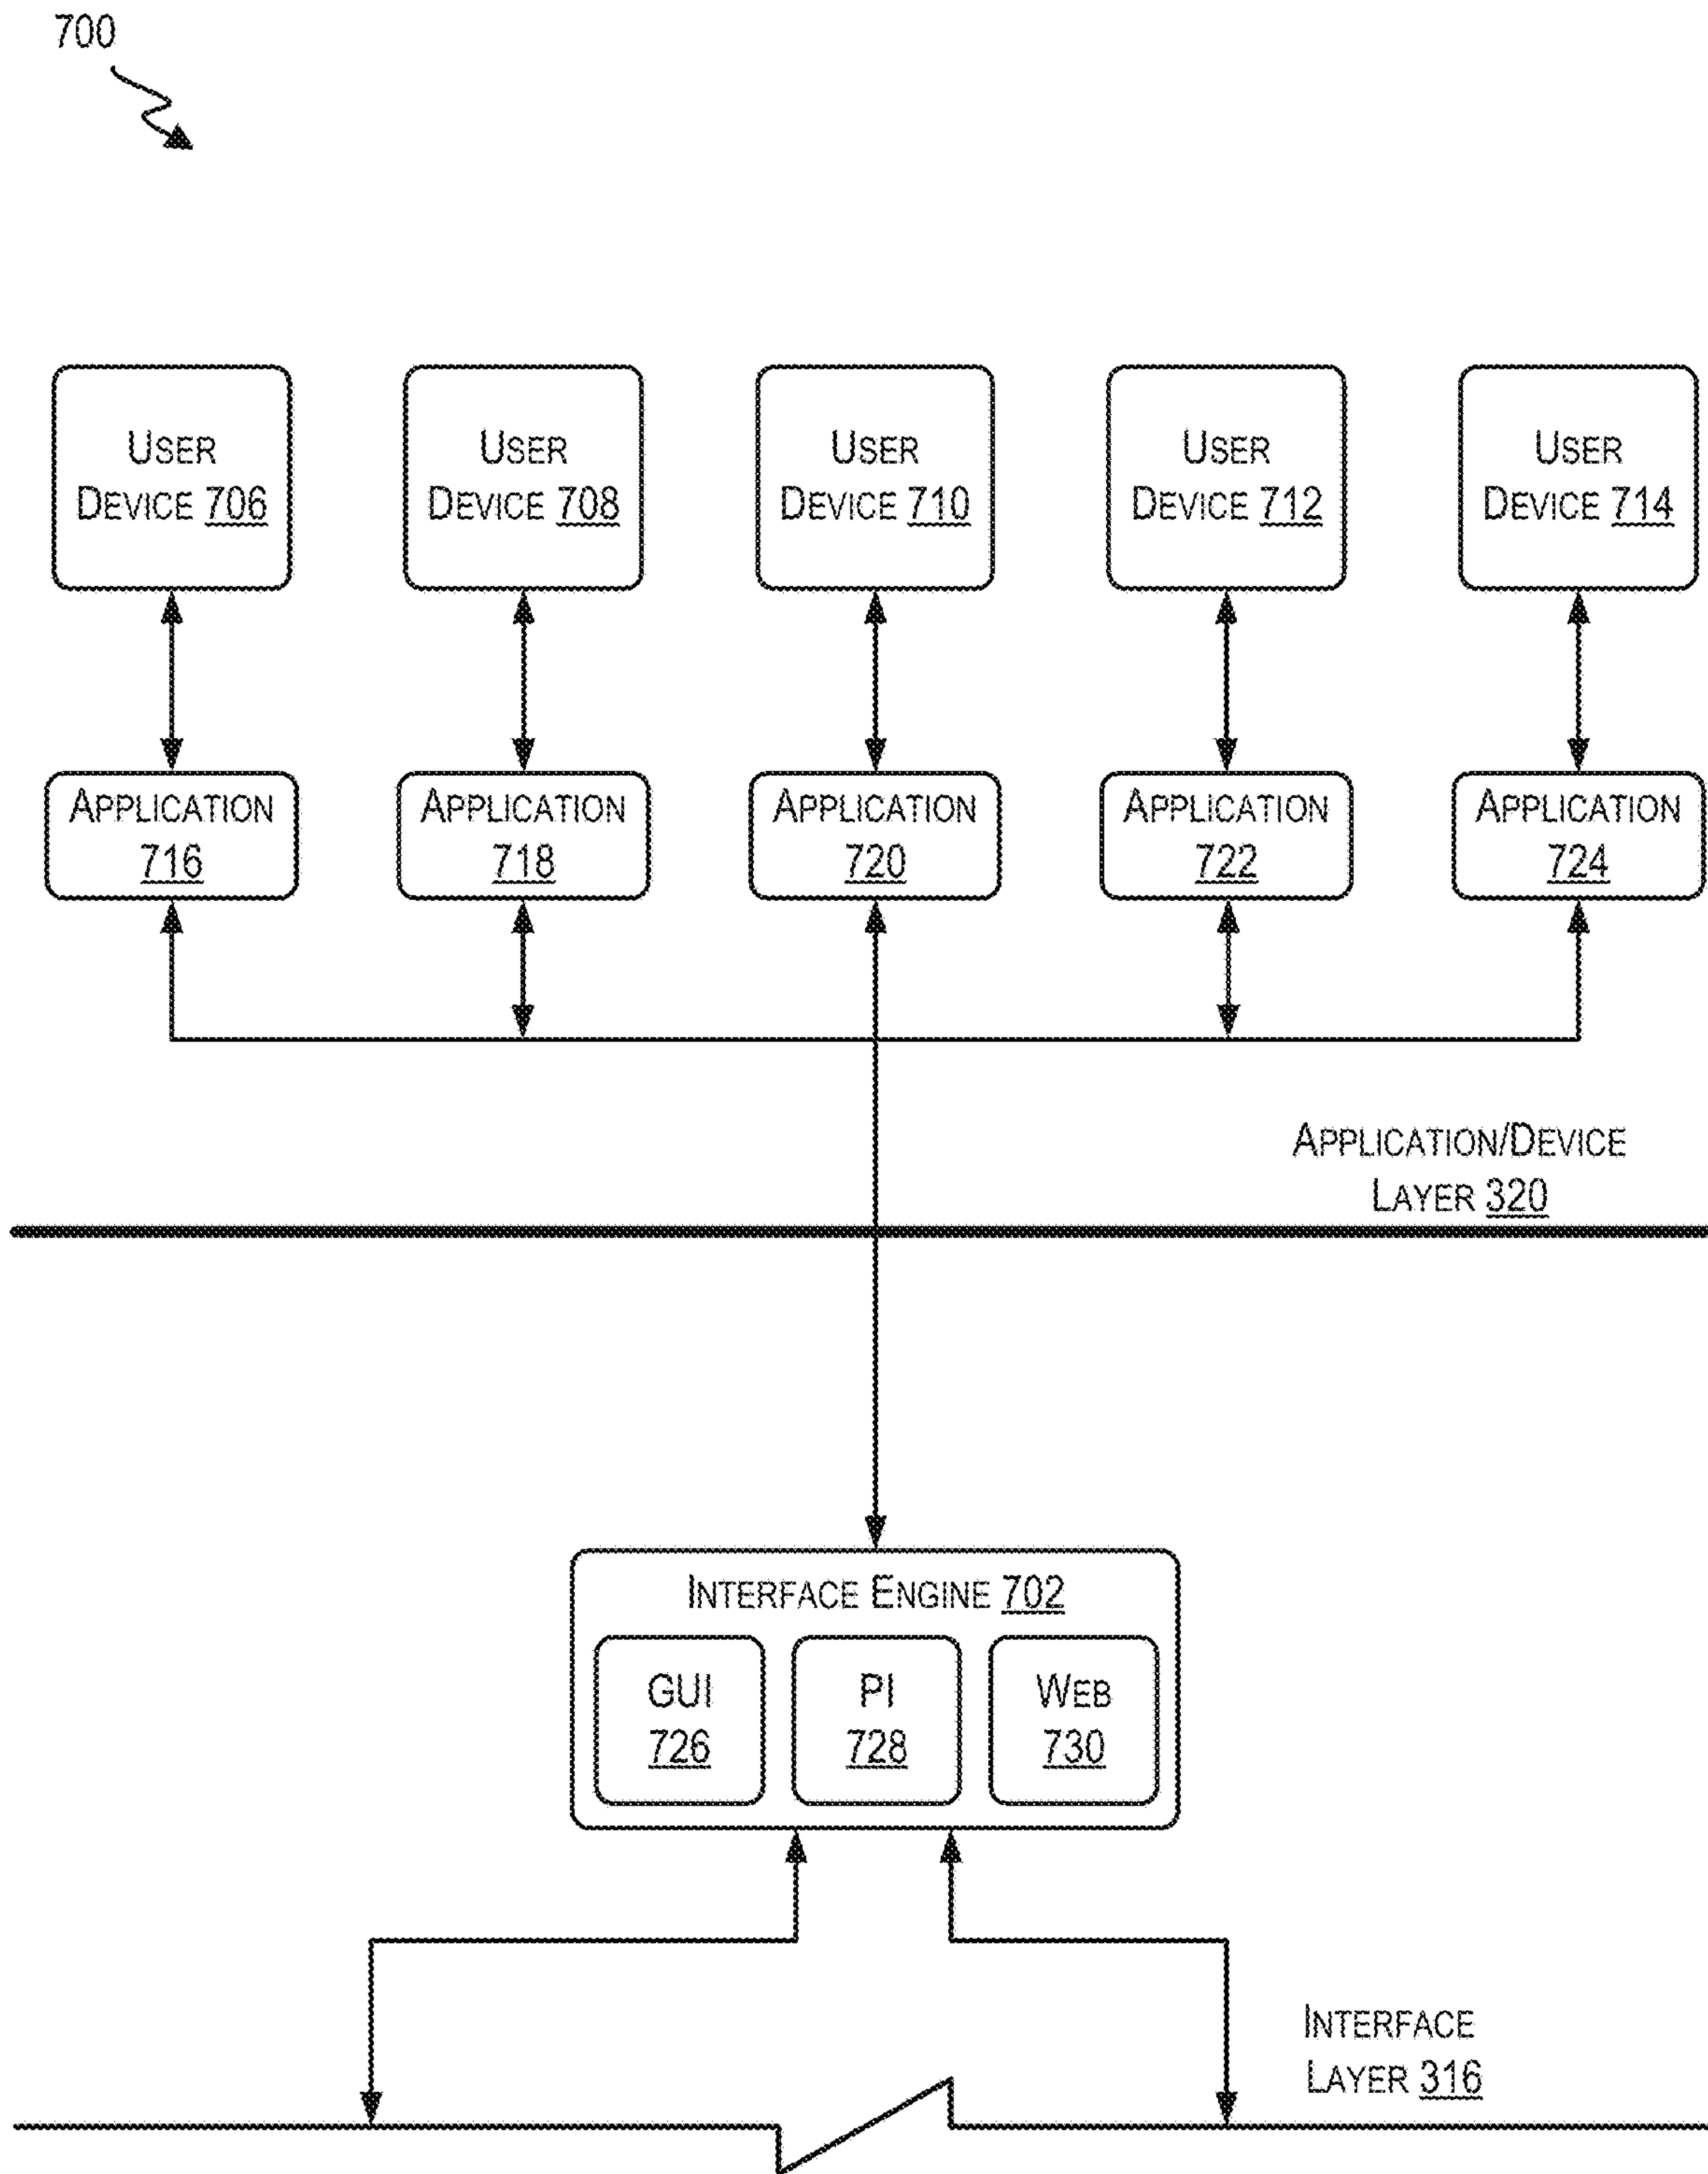 700
USER
DEVICE 706
USER
DEVICE 708
USER
DEVICE 710
USER
DEVICE 712
USER
DEVICE 714
APPLICATION
716
APPLICATION
718
APPLICATION
720
APPLICATION
722
APPLICATION
724
APPLICATION/DEVICE
LAYER 320
INTERFACE ENGINE 702
GUI
726
PI
728
WEB
730
INTERFACE
LAYER 316